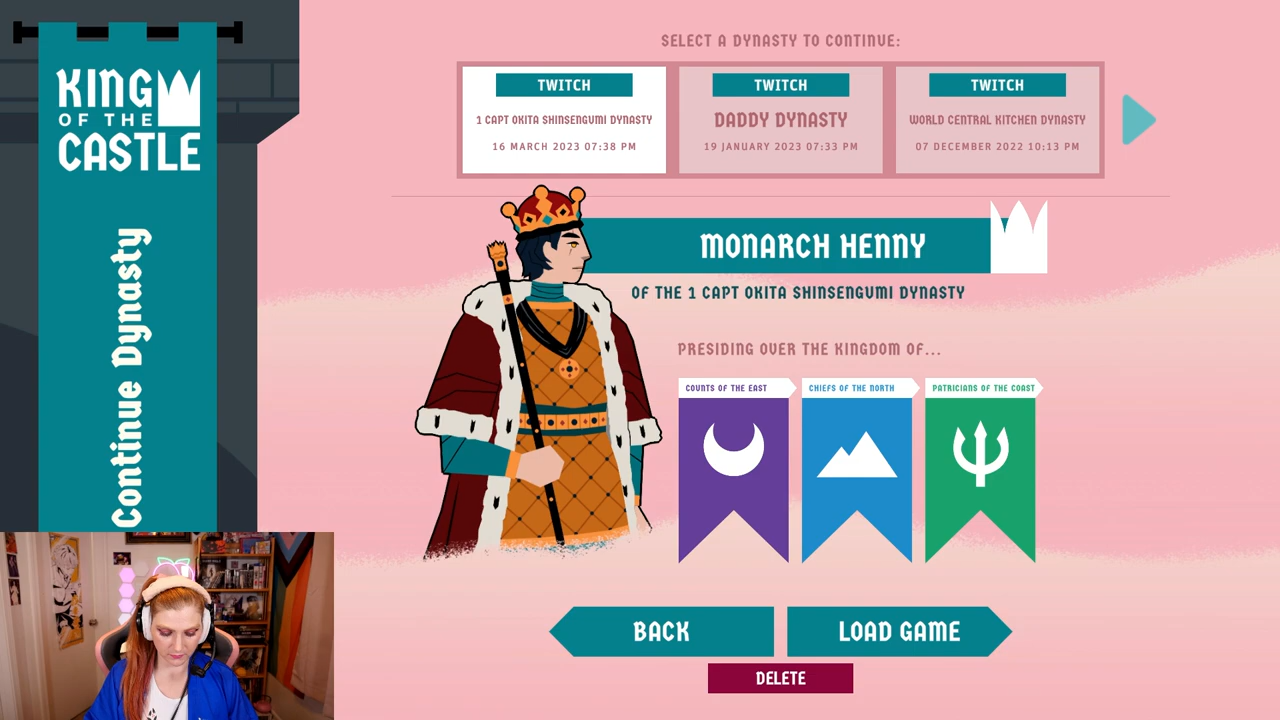 KING
OF THE
CASTLE
Continue Dynasty
SELECT A DYNASTY TO CONTINUE:
TWITCH
1 CAPT OKITA SHINSENGUMI DYNASTY
16 MARCH 2023 07:38 PM
TWITCH
DADDY DYNASTY
19 JANUARY 2023 07:33 PM
TWITCH
WORLD CENTRAL KITCHEN DYNASTY
07 DECEMBER 2022 10:13 PM
MONARCH HENNY
OF THE 1 CAPT OKITA SHINSENGUMI DYNASTY
PRESIDING OVER THE KINGDOM OF...
COUNTS OF THE EAST
CHIEFS OF THE NORTH
PATRICIANS OF THE COAST
BACK
LOAD GAME
DELETE